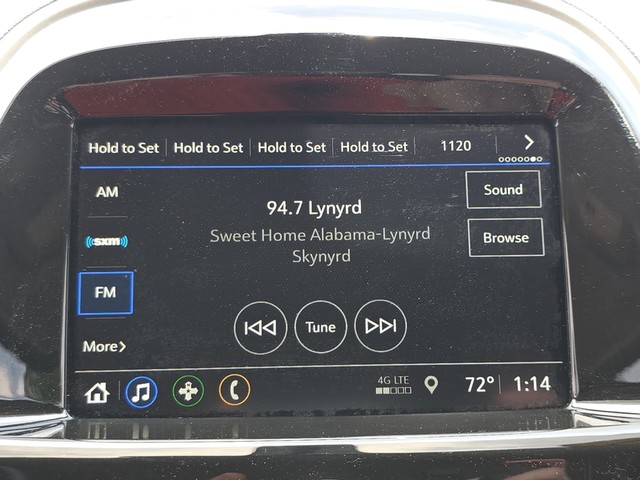 Hold to Set Hold to Set Hold to Set Hold to Set 1120
AM
Sound
94.7 Lynyrd
Sweet Home Alabama-Lynyrd
Skynyrd
sxm
Browse
FM
Tune
More
4G LTE
72° 1:14